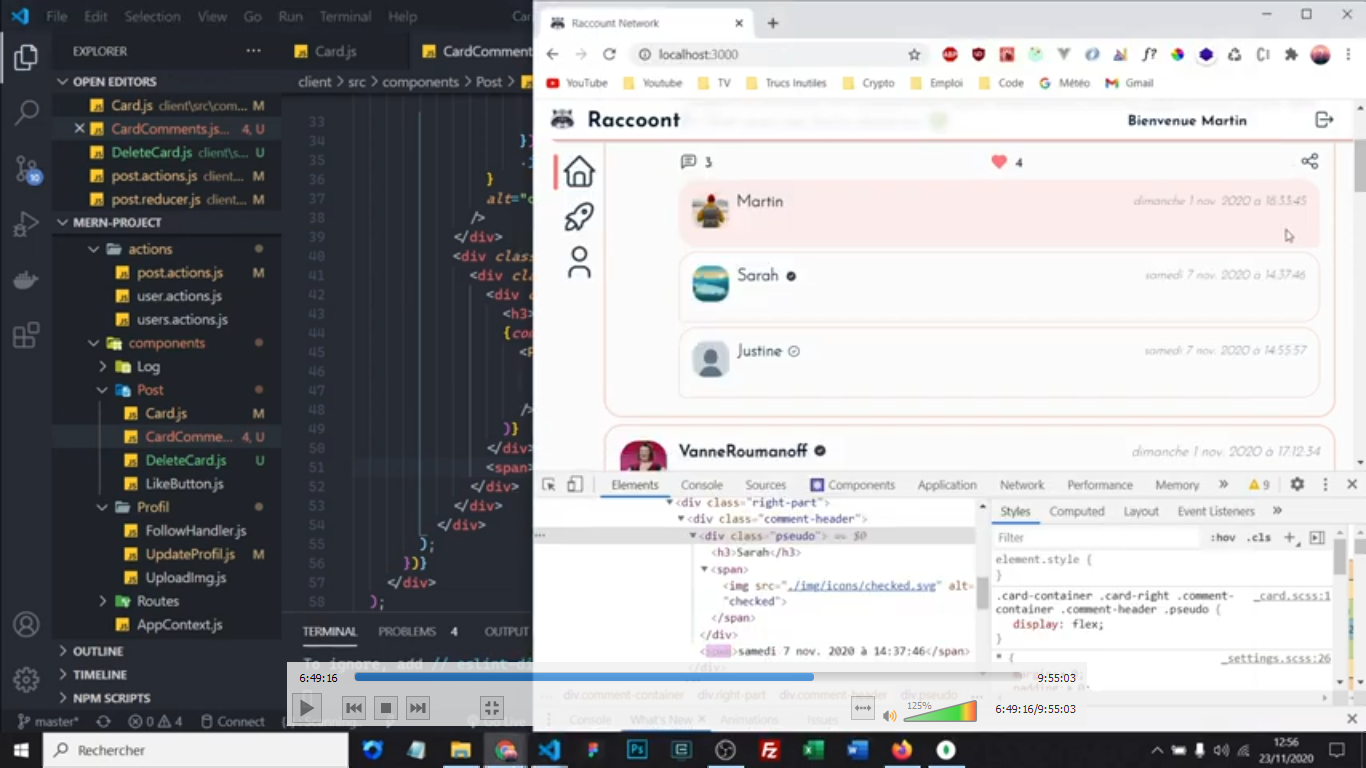 File Edit Selection View Go Run Terminal Help
EXPLORER
OPEN EDITORS
Card.js client\src\com... M
CardComments.js... 4, U
DeleteCard.js client\s... U
post.actions.js client... M
post.reducer.js client... M
MERN-PROJECT
actions
post.actions.js M
user.actions.js
users.actions.js
components
Log
Post
Card.js M
CardComme... 4, U
DeleteCard.js U
LikeButton.js
Profil
FollowHandler.js
UpdateProfil.js M
UploadImg.js
Routes
AppContext.js
OUTLINE
TIMELINE
NPM SCRIPTS
master* 0 4 Connect
10
Card.js CardComment
client > src > components > Post >
33
34 })
35 .
36 }
37 alt="c
38 />
39 </div>
40 <div class
41 <div cla
42 <div c
43 <h3>
44 {com
45 <P
46
47
48 />
49 )}
50 </div>
51 <span>
52 </div>
53 </div>
54 </div>
55 );
56 })}
57 </div>
58 );
TERMINAL PROBLEMS 4 OUTPUT
To ignore, add // eslint-di
Raccount Network
localhost:3000
YouTube Youtube TV Trucs Inutiles Crypto Emploi Code Météo Gmail
Raccoont
Bienvenue Martin
3 4
Martin dimanche 1 nov. 2020 à 16:33:45
Sarah samedi 7 nov. 2020 à 14:37:46
Justine samedi 7 nov. 2020 à 14:55:57
VanneRoumanoff dimanche 1 nov. 2020 à 17:12:34
Elements Console Sources Components Application Network Performance Memory 9
<div class="right-part">
<div class="comment-header">
<div class="pseudo"> == $0
<h3>Sarah</h3>
<span>
<img src="./img/icons/checked.svg" alt=
"checked">
</span>
</div>
<span>samedi 7 nov. 2020 à 14:37:46</span>
</div>
div.comment-container div.right-part div.comment-header div.pseudo
Console What's New Animations Issues
Styles Computed Layout Event Listeners
Filter :hov .cls
element.style {
}
.card-container .card-right .comment-
container .comment-header .pseudo {
_card.scss:1
display: flex;
}
* { _settings.scss:26
6:49:16 9:55:03
125%
6:49:16/9:55:03
Rechercher
12:56
23/11/2020